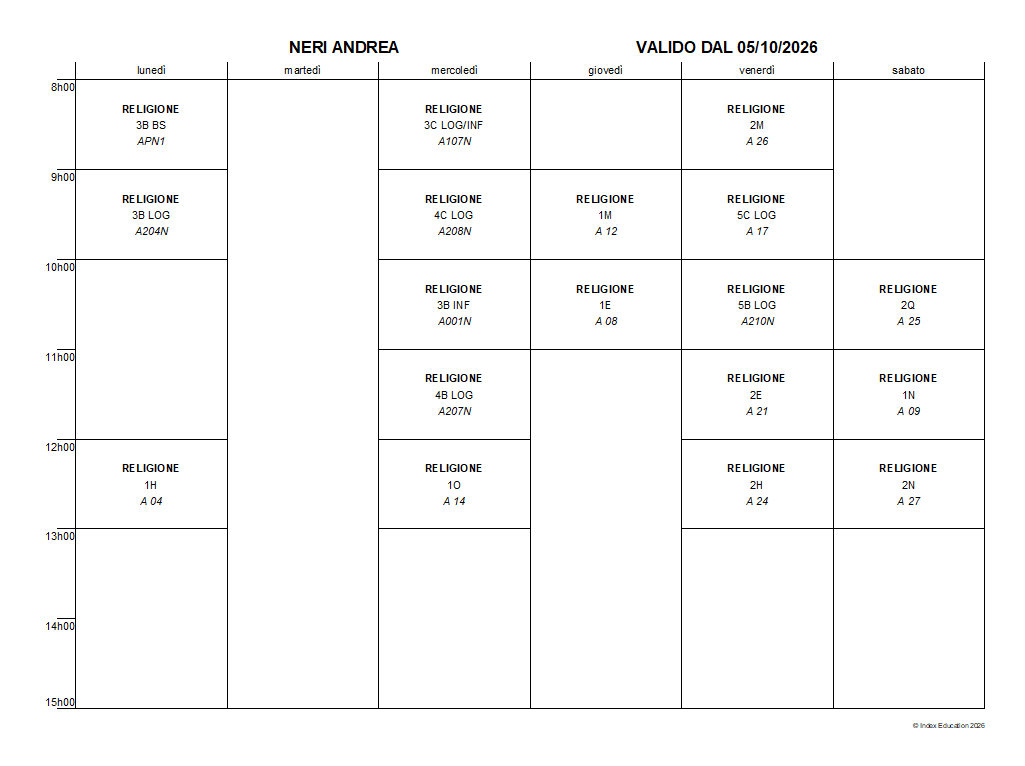 NERI ANDREA
VALIDO DAL 05/10/2026
lunedì
martedì
mercoledì
giovedì
venerdì
sabato
8h00
RELIGIONE
3B BS
APN1
RELIGIONE
3C LOG/INF
A107N
RELIGIONE
2M
A 26
9h00
RELIGIONE
3B LOG
A204N
RELIGIONE
4C LOG
A208N
RELIGIONE
1M
A 12
RELIGIONE
5C LOG
A 17
10h00
RELIGIONE
3B INF
A001N
RELIGIONE
1E
A 08
RELIGIONE
5B LOG
A210N
RELIGIONE
2Q
A 25
11h00
RELIGIONE
4B LOG
A207N
RELIGIONE
2E
A 21
RELIGIONE
1N
A 09
12h00
RELIGIONE
1H
A 04
RELIGIONE
1O
A 14
RELIGIONE
2H
A 24
RELIGIONE
2N
A 27
13h00
14h00
15h00
© Index Education 2026